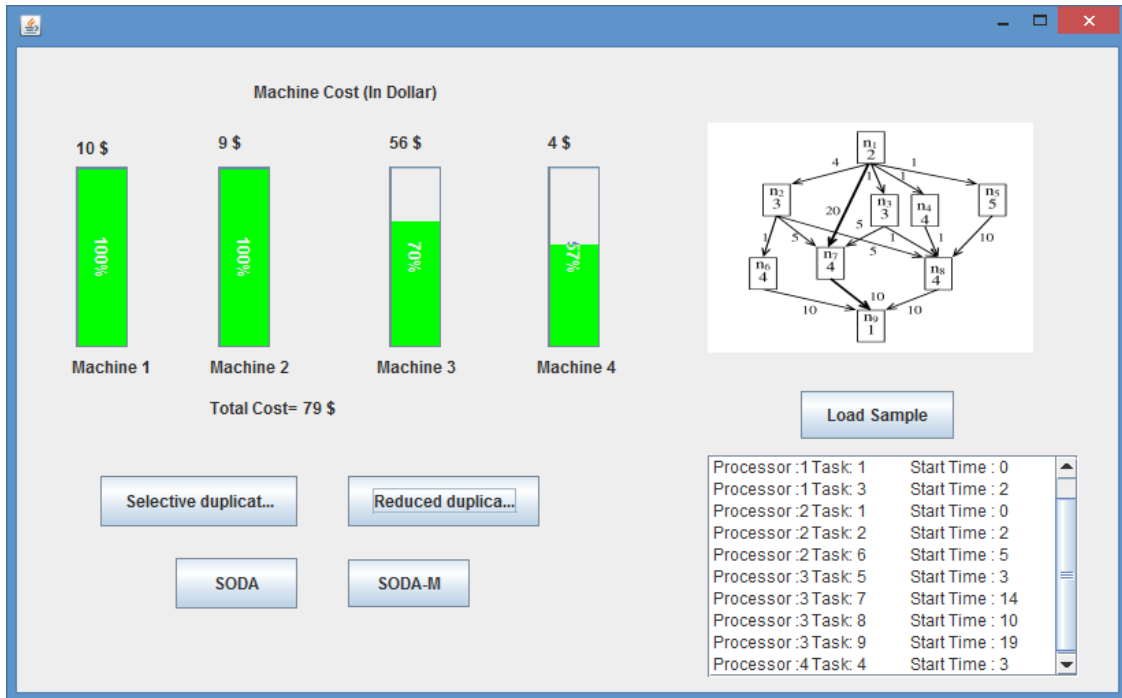 Machine Cost (In Dollar)
10 $
9 $
56 $
4 $
100%
100%
70%
57%
Machine 1
Machine 2
Machine 3
Machine 4
Total Cost= 79 $
Selective duplicat...
Reduced duplica...
SODA
SODA-M
n1
2
4
1
1
1
n2
3
20
n3
3
n4
4
n5
5
1
5
5
5
1
1
10
n6
4
n7
4
n8
4
10
10
10
n9
1
Load Sample
Processor :1 Task: 1 Start Time : 0
Processor :1 Task: 3 Start Time : 2
Processor :2 Task: 1 Start Time : 0
Processor :2 Task: 2 Start Time : 2
Processor :2 Task: 6 Start Time : 5
Processor :3 Task: 5 Start Time : 3
Processor :3 Task: 7 Start Time : 14
Processor :3 Task: 8 Start Time : 10
Processor :3 Task: 9 Start Time : 19
Processor :4 Task: 4 Start Time : 3